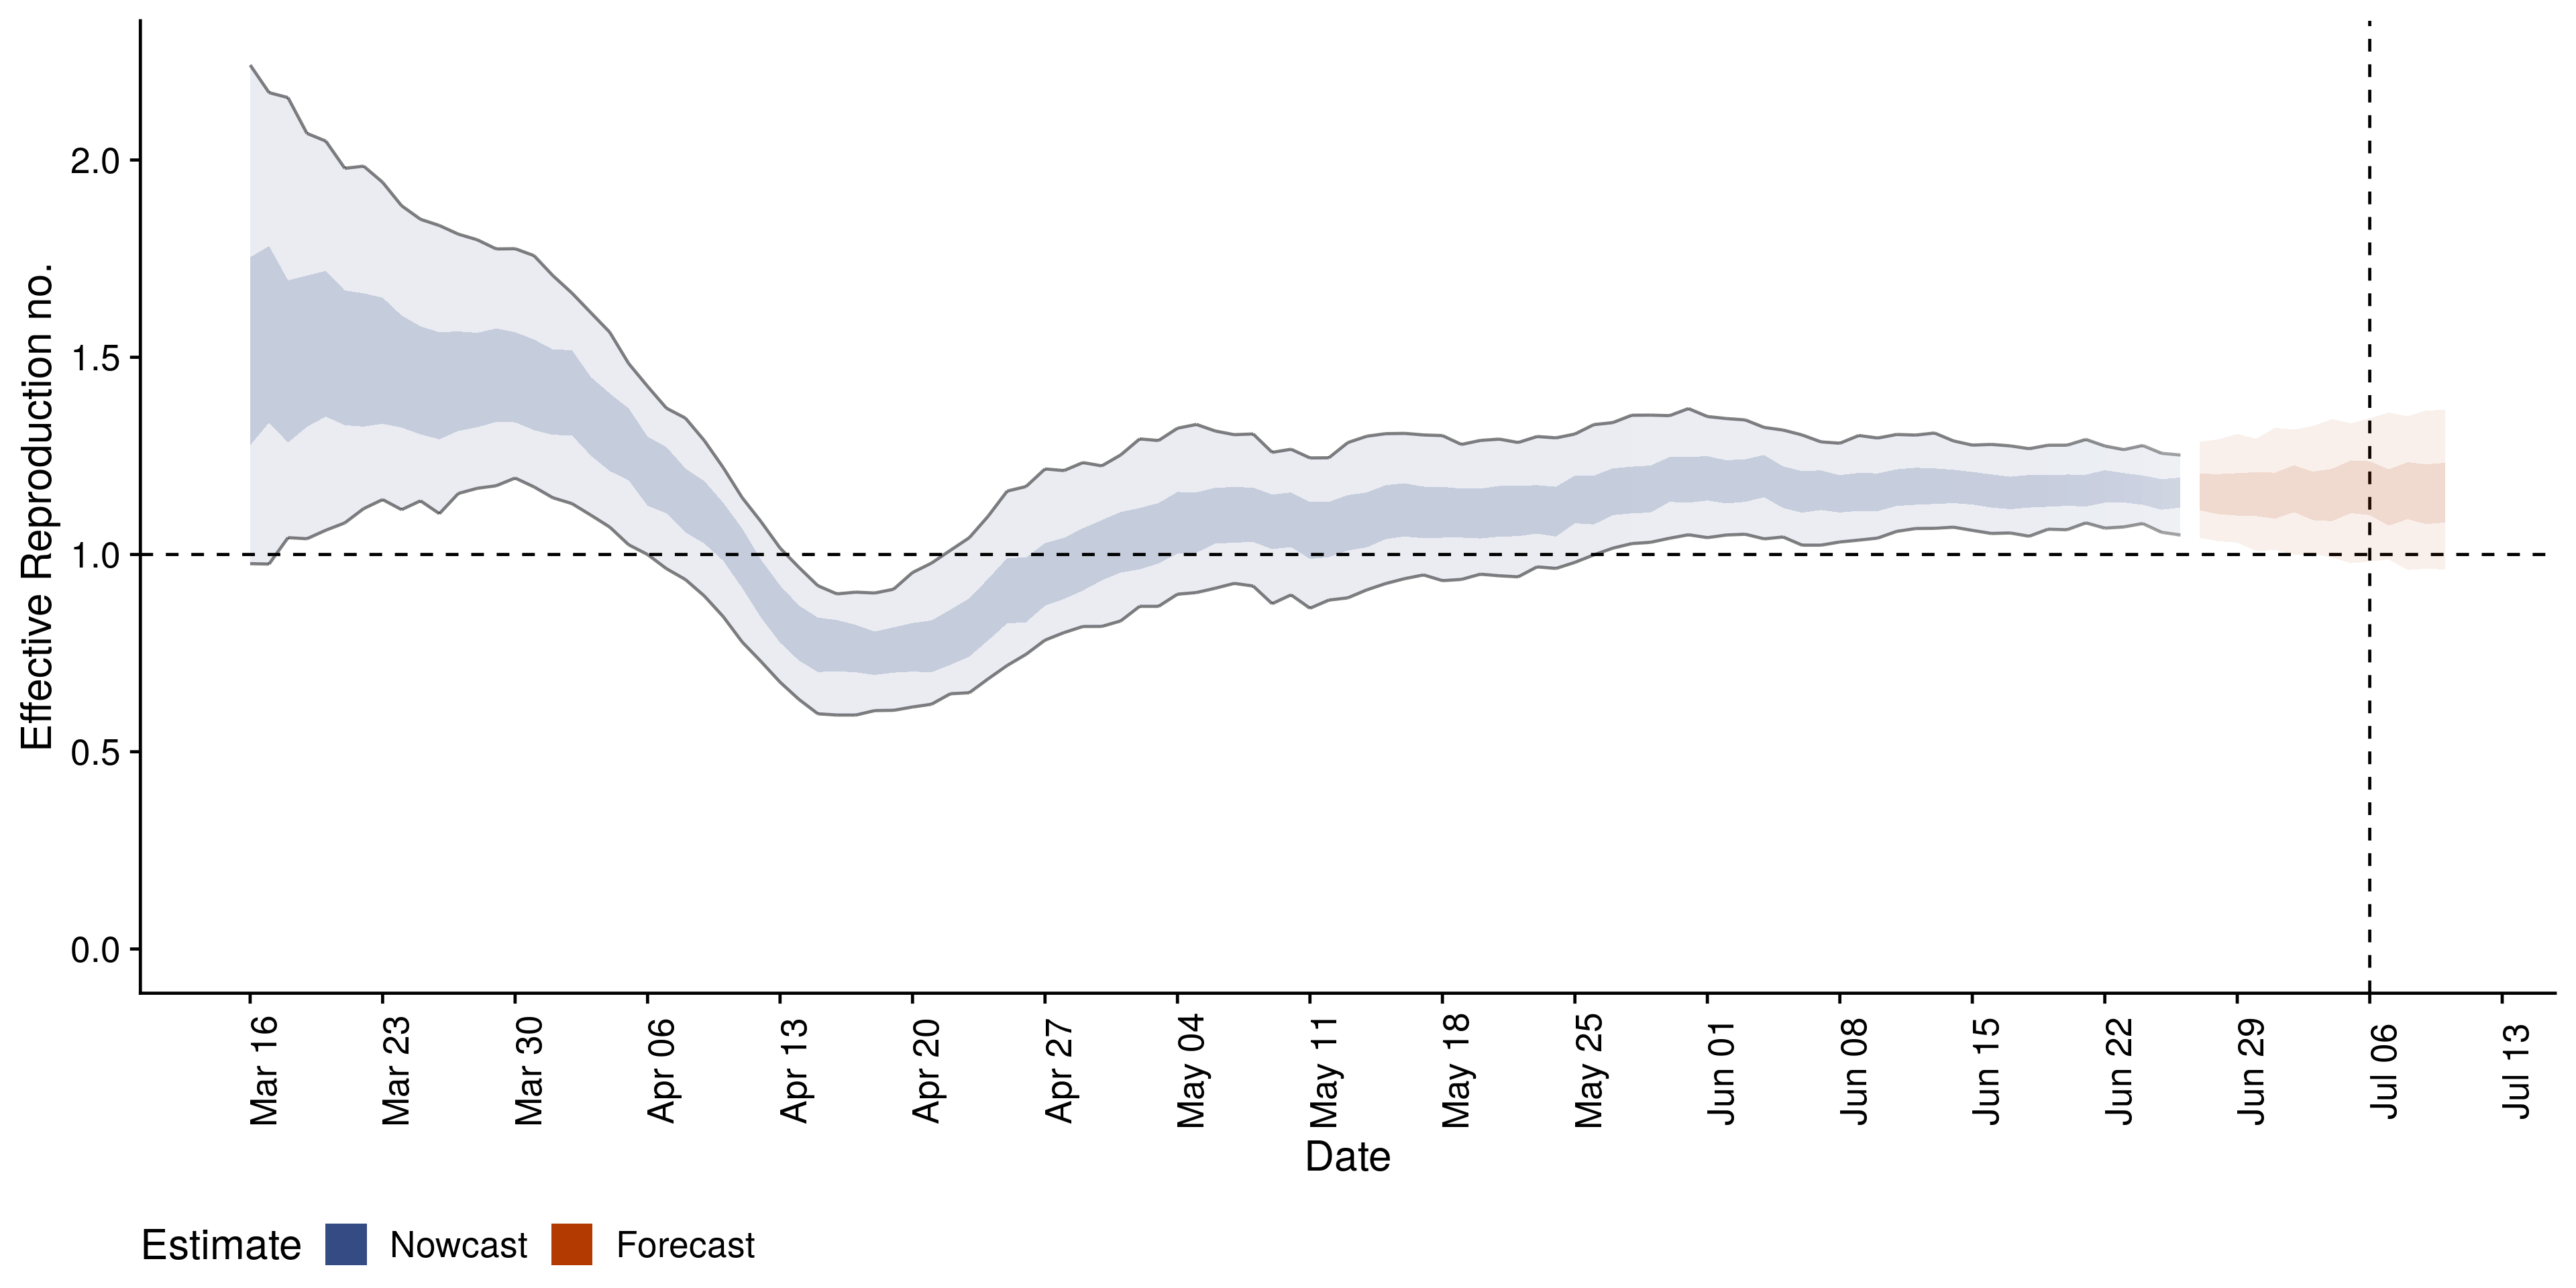 Effective Reproduction no.
2.0
1.5
1.0
0.5
0.0
Mar 16
Mar 23
Mar 30
Apr 06
Apr 13
Apr 20
Apr 27
May 04
May 11
May 18
May 25
Jun 01
Jun 08
Jun 15
Jun 22
Jun 29
Jul 06
Jul 13
Date
Estimate Nowcast Forecast